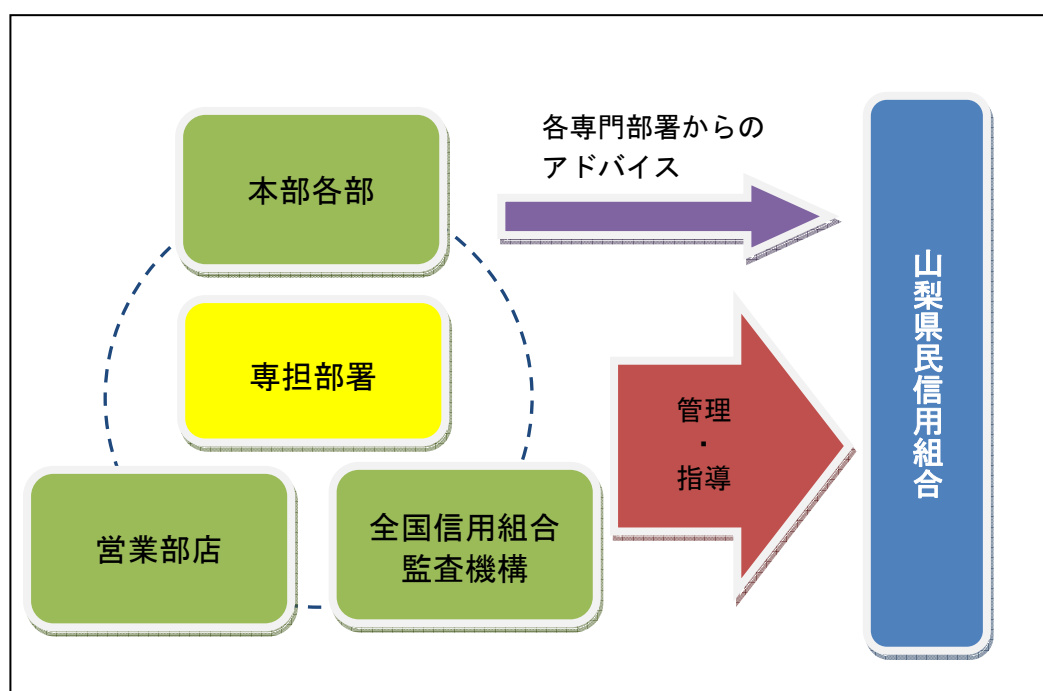 本部各部
各専門部署からの
アドバイス
専担部署
管理
・
指導
営業部店
全国信用組合
監査機構
山梨県民信用組合